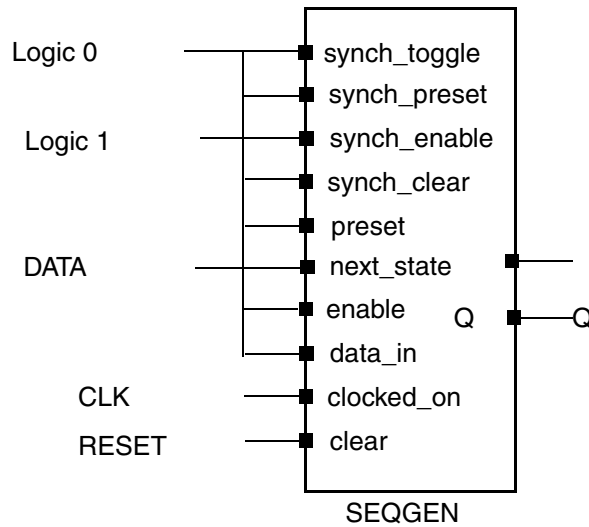 Logic 0
synch_toggle
synch_preset
Logic 1
synch_enable
synch_clear
preset
DATA
next_state
enable
Q
Q
data_in
CLK
clocked_on
RESET
clear
SEQGEN